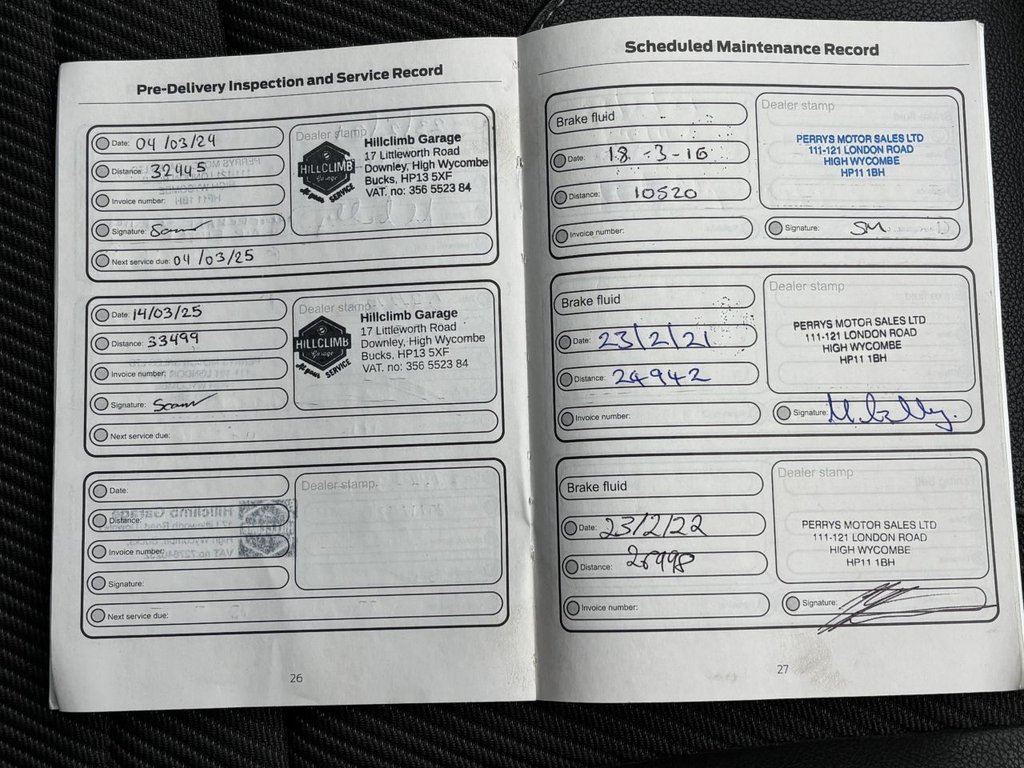 Pre-Delivery Inspection and Service Record
Date: 04/03/24
Distance: 32445
Invoice number:
Signature:
Next service due: 04/03/25
Dealer stamp
HILLCLIMB
Garage
At your SERVICE
Hillclimb Garage
17 Littleworth Road
Downley, High Wycombe
Bucks, HP13 5XF
VAT. no: 356 5523 84
Date: 14/03/25
Distance: 33499
Invoice number:
Signature:
Next service due:
Dealer stamp
HILLCLIMB
Garage
At your SERVICE
Hillclimb Garage
17 Littleworth Road
Downley, High Wycombe
Bucks, HP13 5XF
VAT. no: 356 5523 84
Date:
Distance:
Invoice number:
Signature:
Next service due:
Dealer stamp
26
Scheduled Maintenance Record
Brake fluid
Date: 18-3-16
Distance: 10520
Invoice number:
Dealer stamp
PERRYS MOTOR SALES LTD
111-121 LONDON ROAD
HIGH WYCOMBE
HP11 1BH
Signature: SM
Brake fluid
Date: 23/2/21
Distance: 24942
Invoice number:
Dealer stamp
PERRYS MOTOR SALES LTD
111-121 LONDON ROAD
HIGH WYCOMBE
HP11 1BH
Signature:
Brake fluid
Date: 23/2/22
Distance: 26998
Invoice number:
Dealer stamp
PERRYS MOTOR SALES LTD
111-121 LONDON ROAD
HIGH WYCOMBE
HP11 1BH
Signature:
27